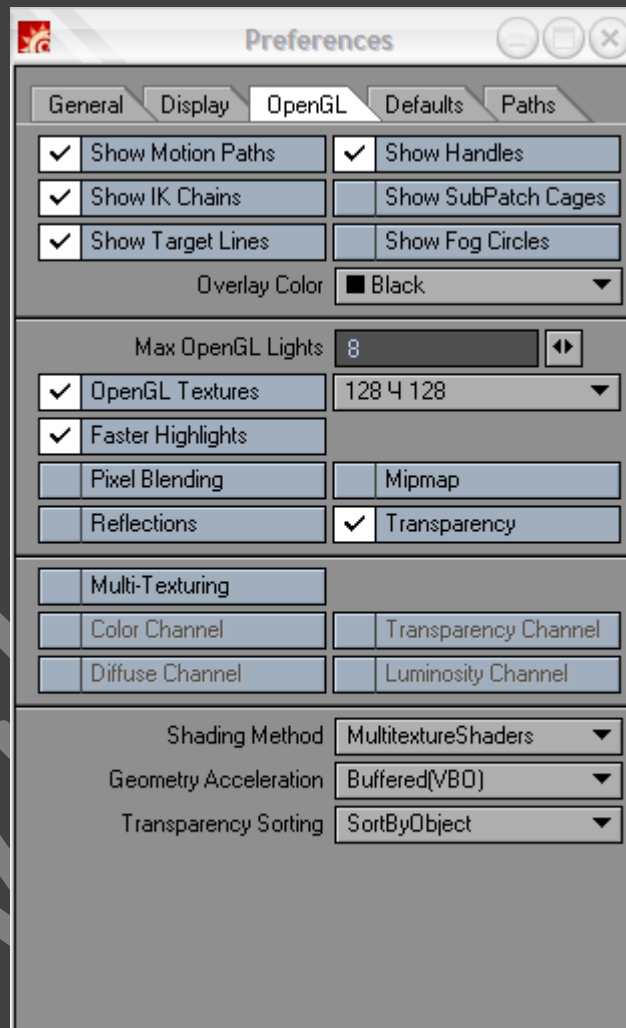 Preferences
General Display OpenGL Defaults Paths
Show Motion Paths Show Handles
Show IK Chains Show SubPatch Cages
Show Target Lines Show Fog Circles
Overlay Color Black
Max OpenGL Lights 8
OpenGL Textures 128 Ч 128
Faster Highlights
Pixel Blending Mipmap
Reflections Transparency
Multi-Texturing
Color Channel Transparency Channel
Diffuse Channel Luminosity Channel
Shading Method MultitextureShaders
Geometry Acceleration Buffered(VBO)
Transparency Sorting SortByObject